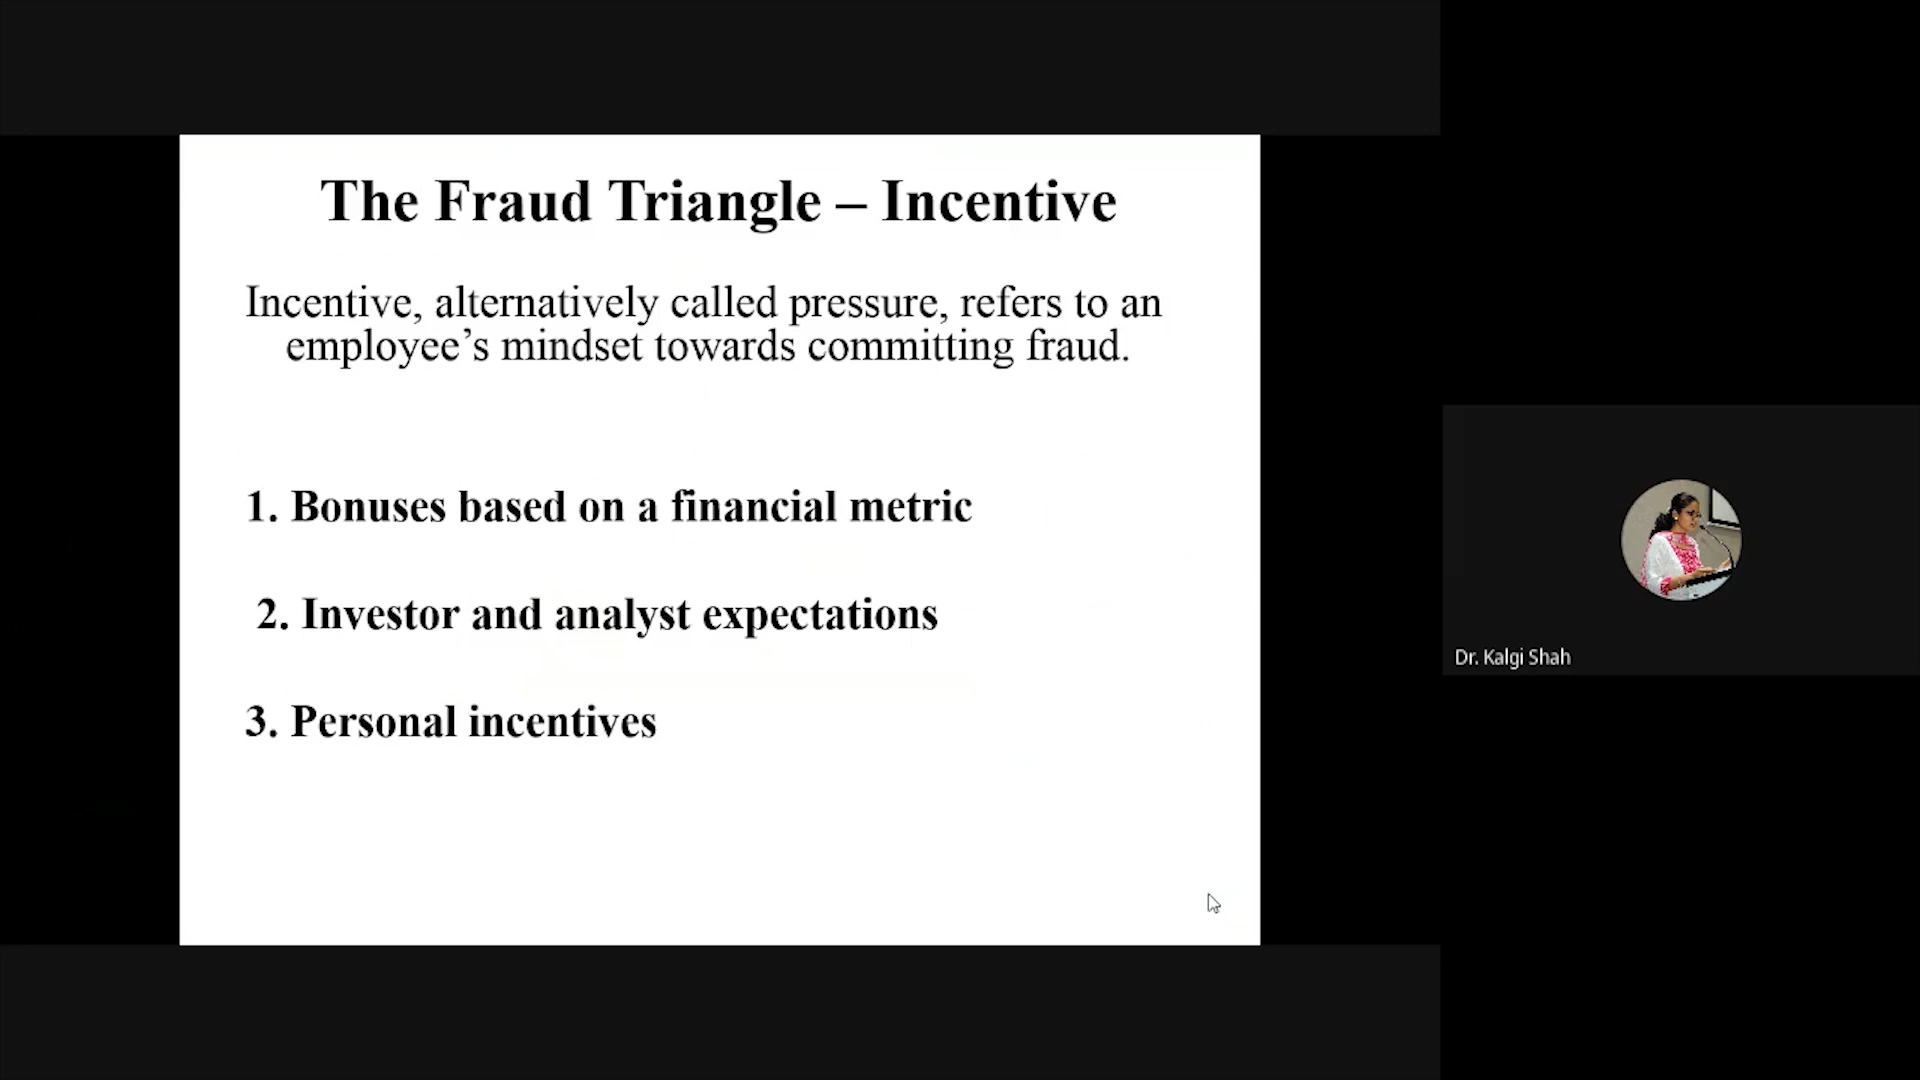 The Fraud Triangle – Incentive
Incentive, alternatively called pressure, refers to an
employee’s mindset towards committing fraud.
1. Bonuses based on a financial metric
2. Investor and analyst expectations
3. Personal incentives
Dr. Kalgi Shah